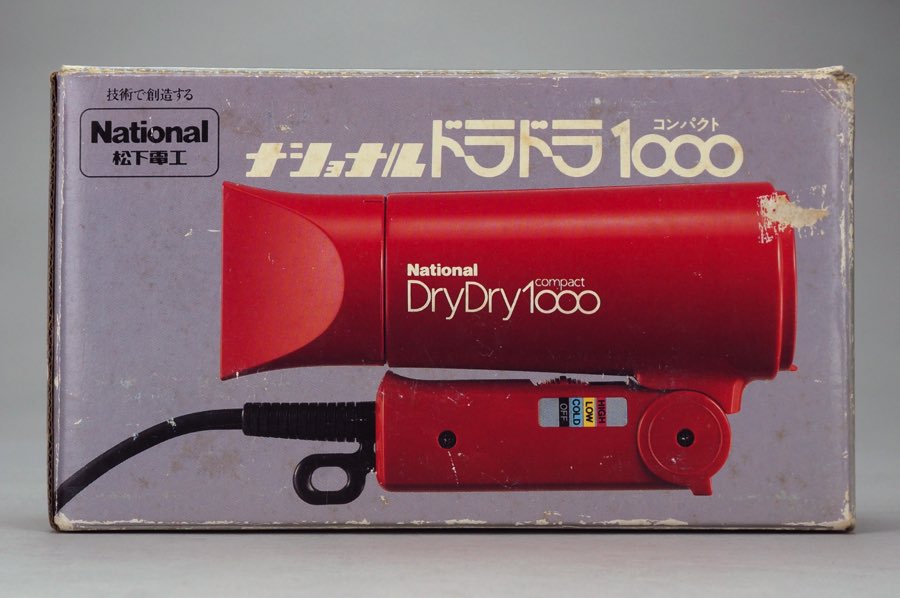 技術で創造する
National
松下電工
コンパクト
ナショナルドラドラ1000
National
compact
DryDry1000
HIGH
LOW
COLD
OFF